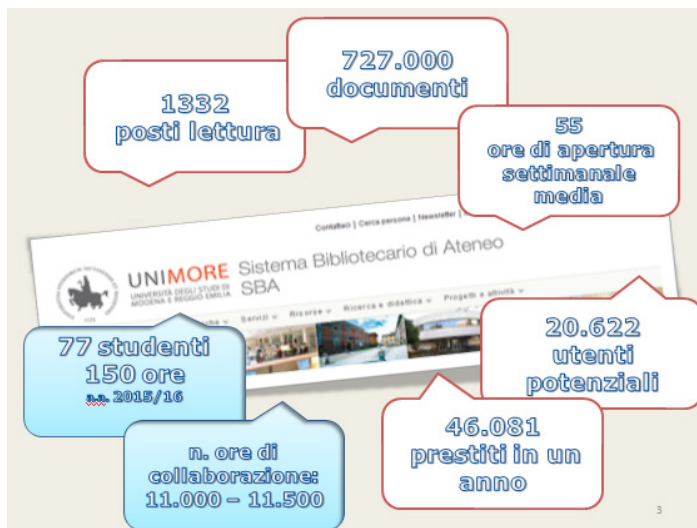 727.000
documenti
1332
posti lettura
55
ore di apertura
settimanale
media
Contattaci | Cerca persone | Newsletter |
UNIMORE
UNIVERSITÀ DEGLI STUDI DI
MODENA E REGGIO EMILIA
Sistema Bibliotecario di Ateneo
SBA
Servizi
Risorse
Ricerca e didattica
Progetti e attività
77 studenti
150 ore
a.a. 2015/16
20.622
utenti
potenziali
n. ore di
collaborazione:
11.000 – 11.500
46.081
prestiti in un
anno
3